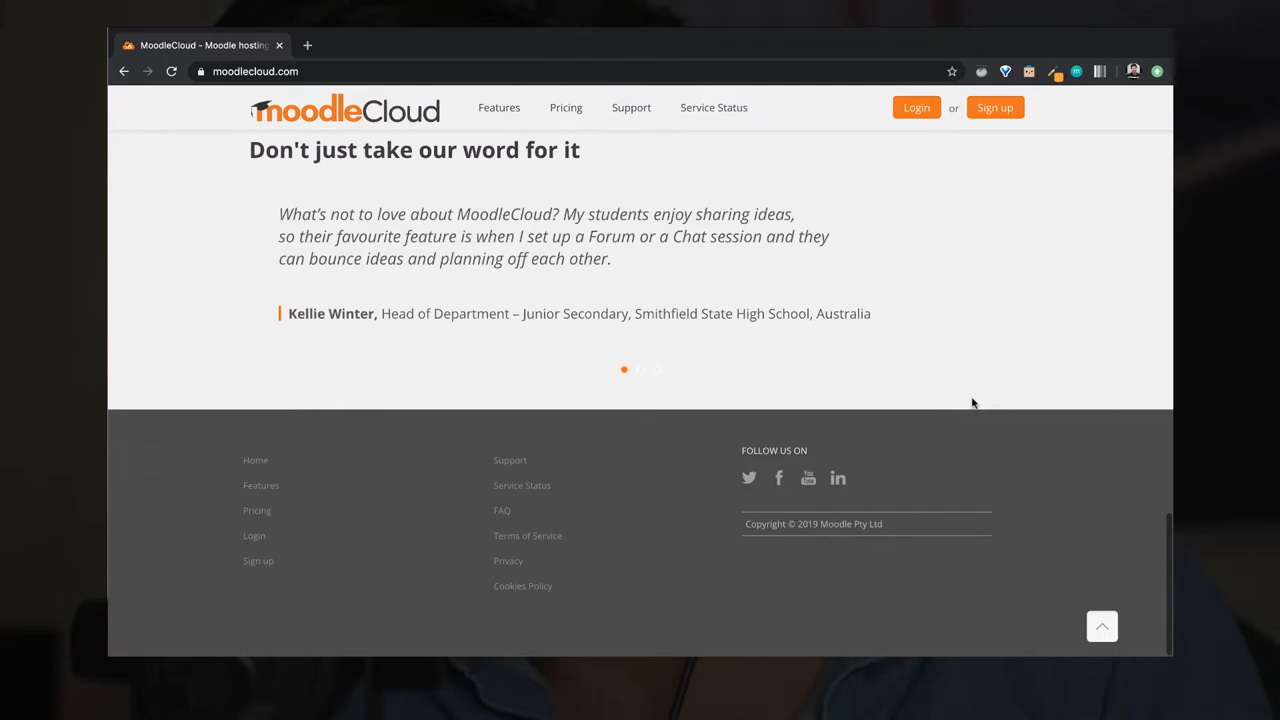 MoodleCloud - Moodle hosting
moodlecloud.com
moodleCloud
Features
Pricing
Support
Service Status
Login
or
Sign up
Don't just take our word for it
What's not to love about MoodleCloud? My students enjoy sharing ideas,
so their favourite feature is when I set up a Forum or a Chat session and they
can bounce ideas and planning off each other.
Kellie Winter, Head of Department – Junior Secondary, Smithfield State High School, Australia
Home
Features
Pricing
Login
Sign up
Support
Service Status
FAQ
Terms of Service
Privacy
Cookies Policy
FOLLOW US ON
You Tube
Copyright © 2019 Moodle Pty Ltd